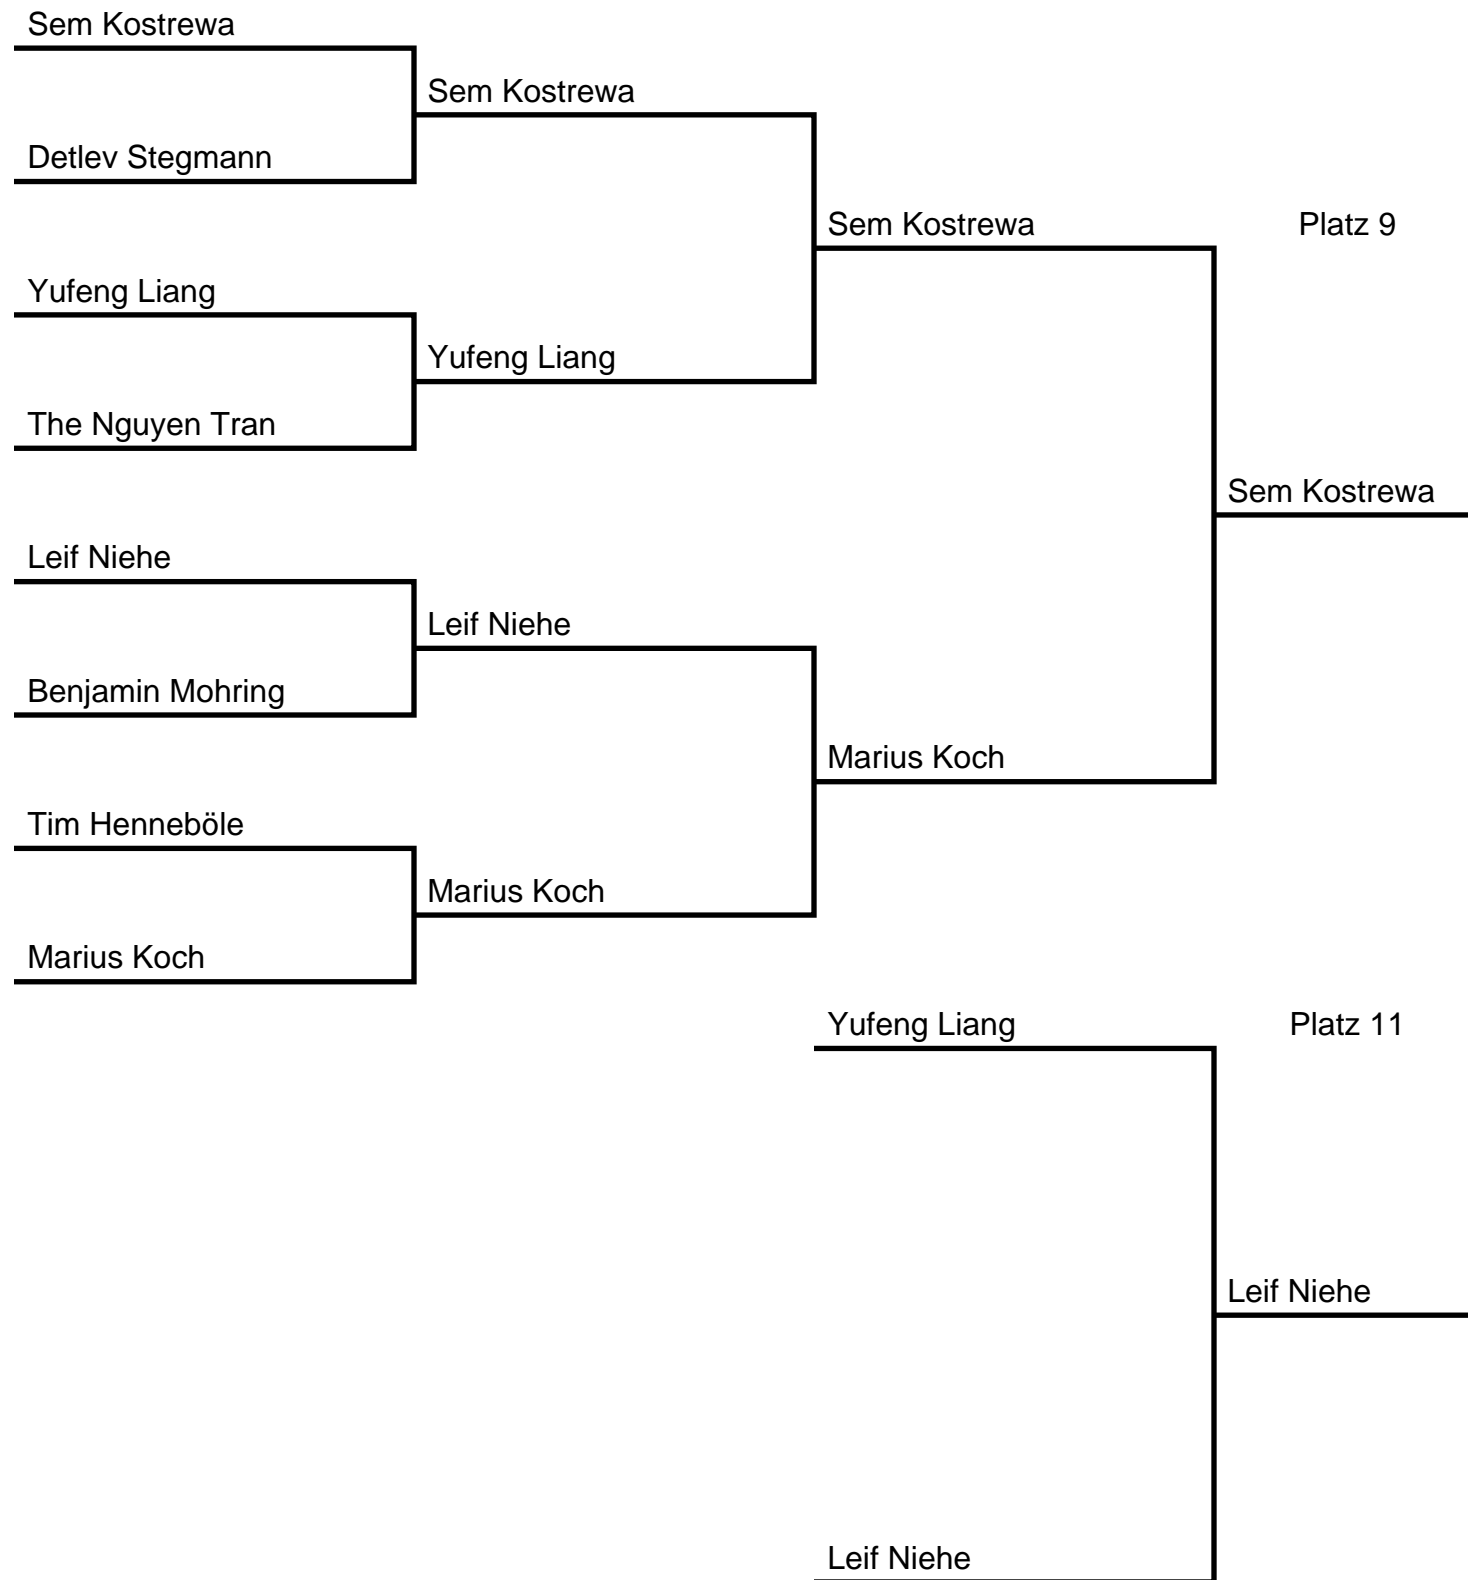 Sem Kostrewa
Sem Kostrewa
Detlev Stegmann
Sem Kostrewa
Platz 9
Yufeng Liang
Yufeng Liang
The Nguyen Tran
Sem Kostrewa
Leif Niehe
Leif Niehe
Benjamin Mohring
Marius Koch
Tim Henneböle
Marius Koch
Marius Koch
Yufeng Liang
Platz 11
Leif Niehe
Leif Niehe